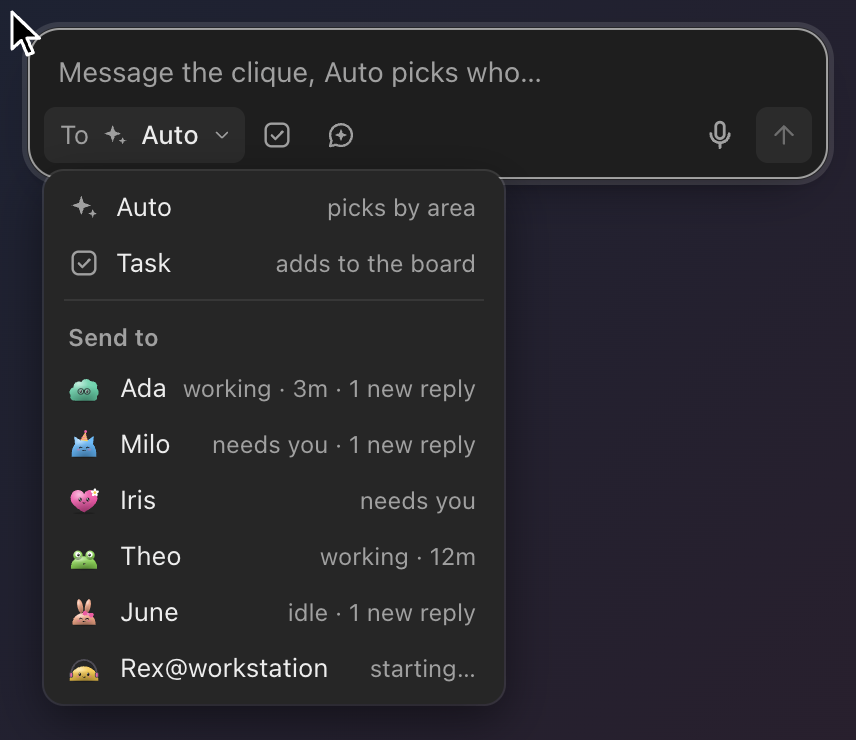 Message the clique, Auto picks who...
To Auto
Auto picks by area
Task adds to the board
Send to
Ada working · 3m · 1 new reply
Milo needs you · 1 new reply
Iris needs you
Theo working · 12m
June idle · 1 new reply
Rex@workstation starting...